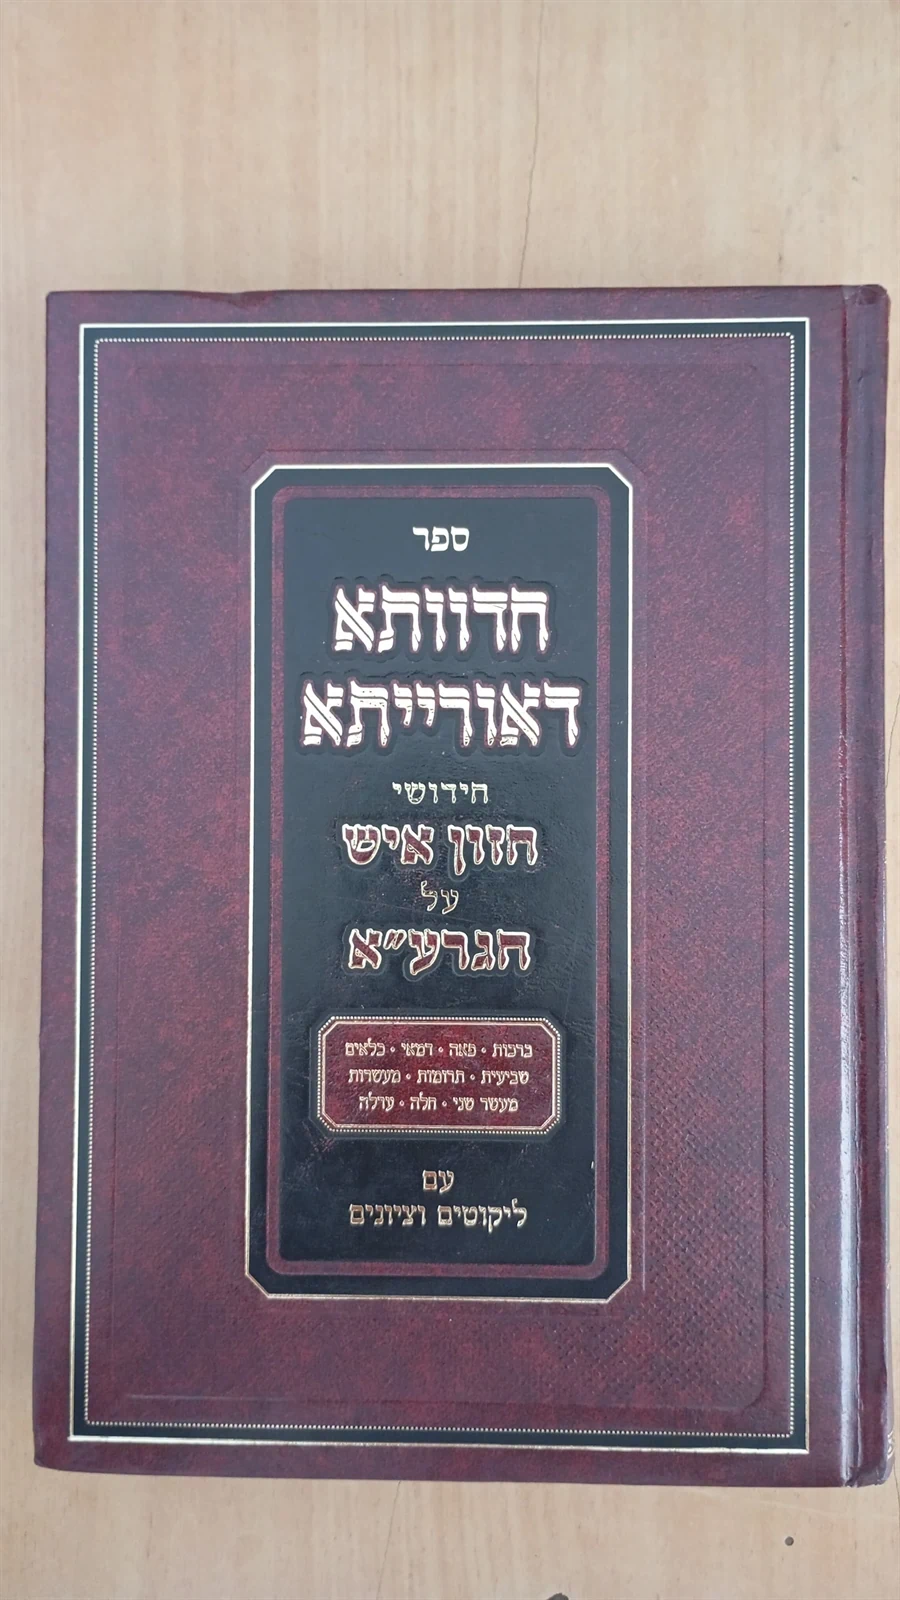 ספר
חדוותא
דאורייתא
חידושי
חזון איש
על
הגרע״א
ברכות • פאה • דמאי • כלאים
שביעית • תרומות • מעשרות
מעשר שני • חלה • ערלה
עם
ליקוטים וציונים